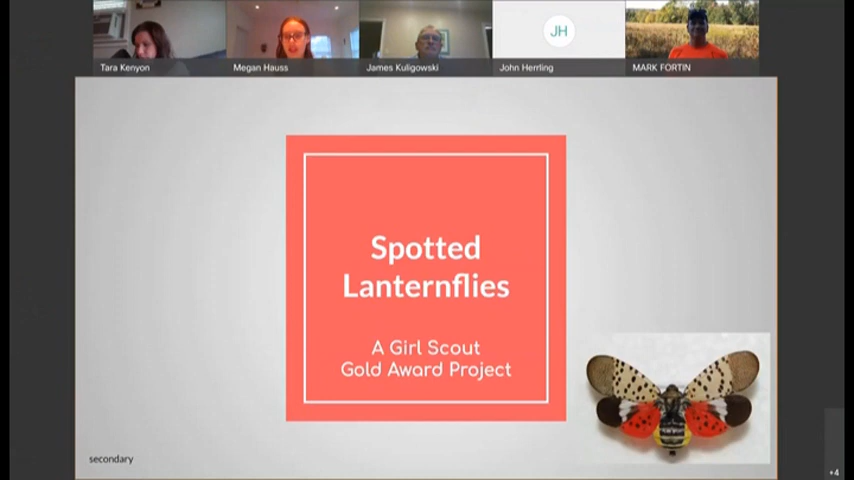 JH
Tara Kenyon
Megan Hauss
James Kuligowski
John Herrling
MARK FORTIN
Spotted
Lanternflies
A Girl Scout
Gold Award Project
secondary
+4